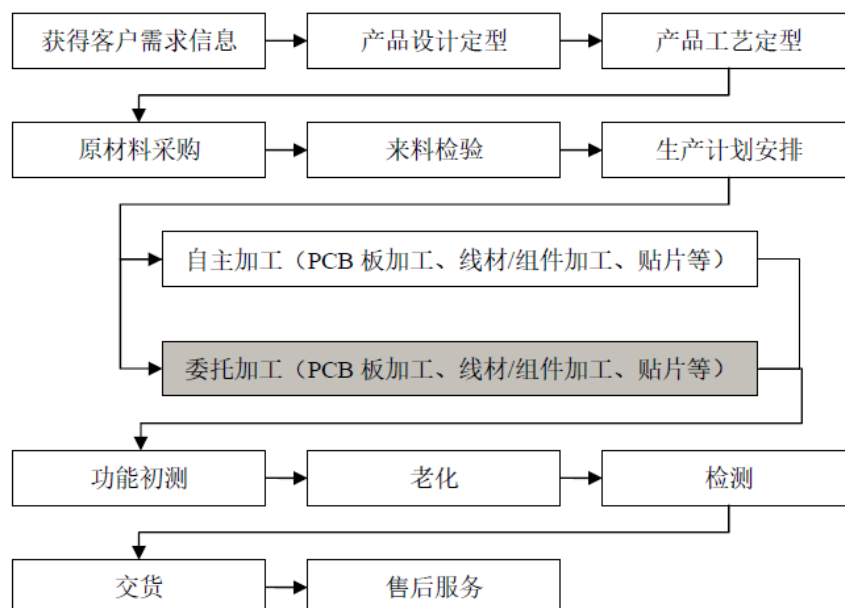 获得客户需求信息
产品设计定型
产品工艺定型
原材料采购
来料检验
生产计划安排
自主加工（PCB 板加工、线材/组件加工、贴片等）
委托加工（PCB 板加工、线材/组件加工、贴片等）
功能初测
老化
检测
交货
售后服务